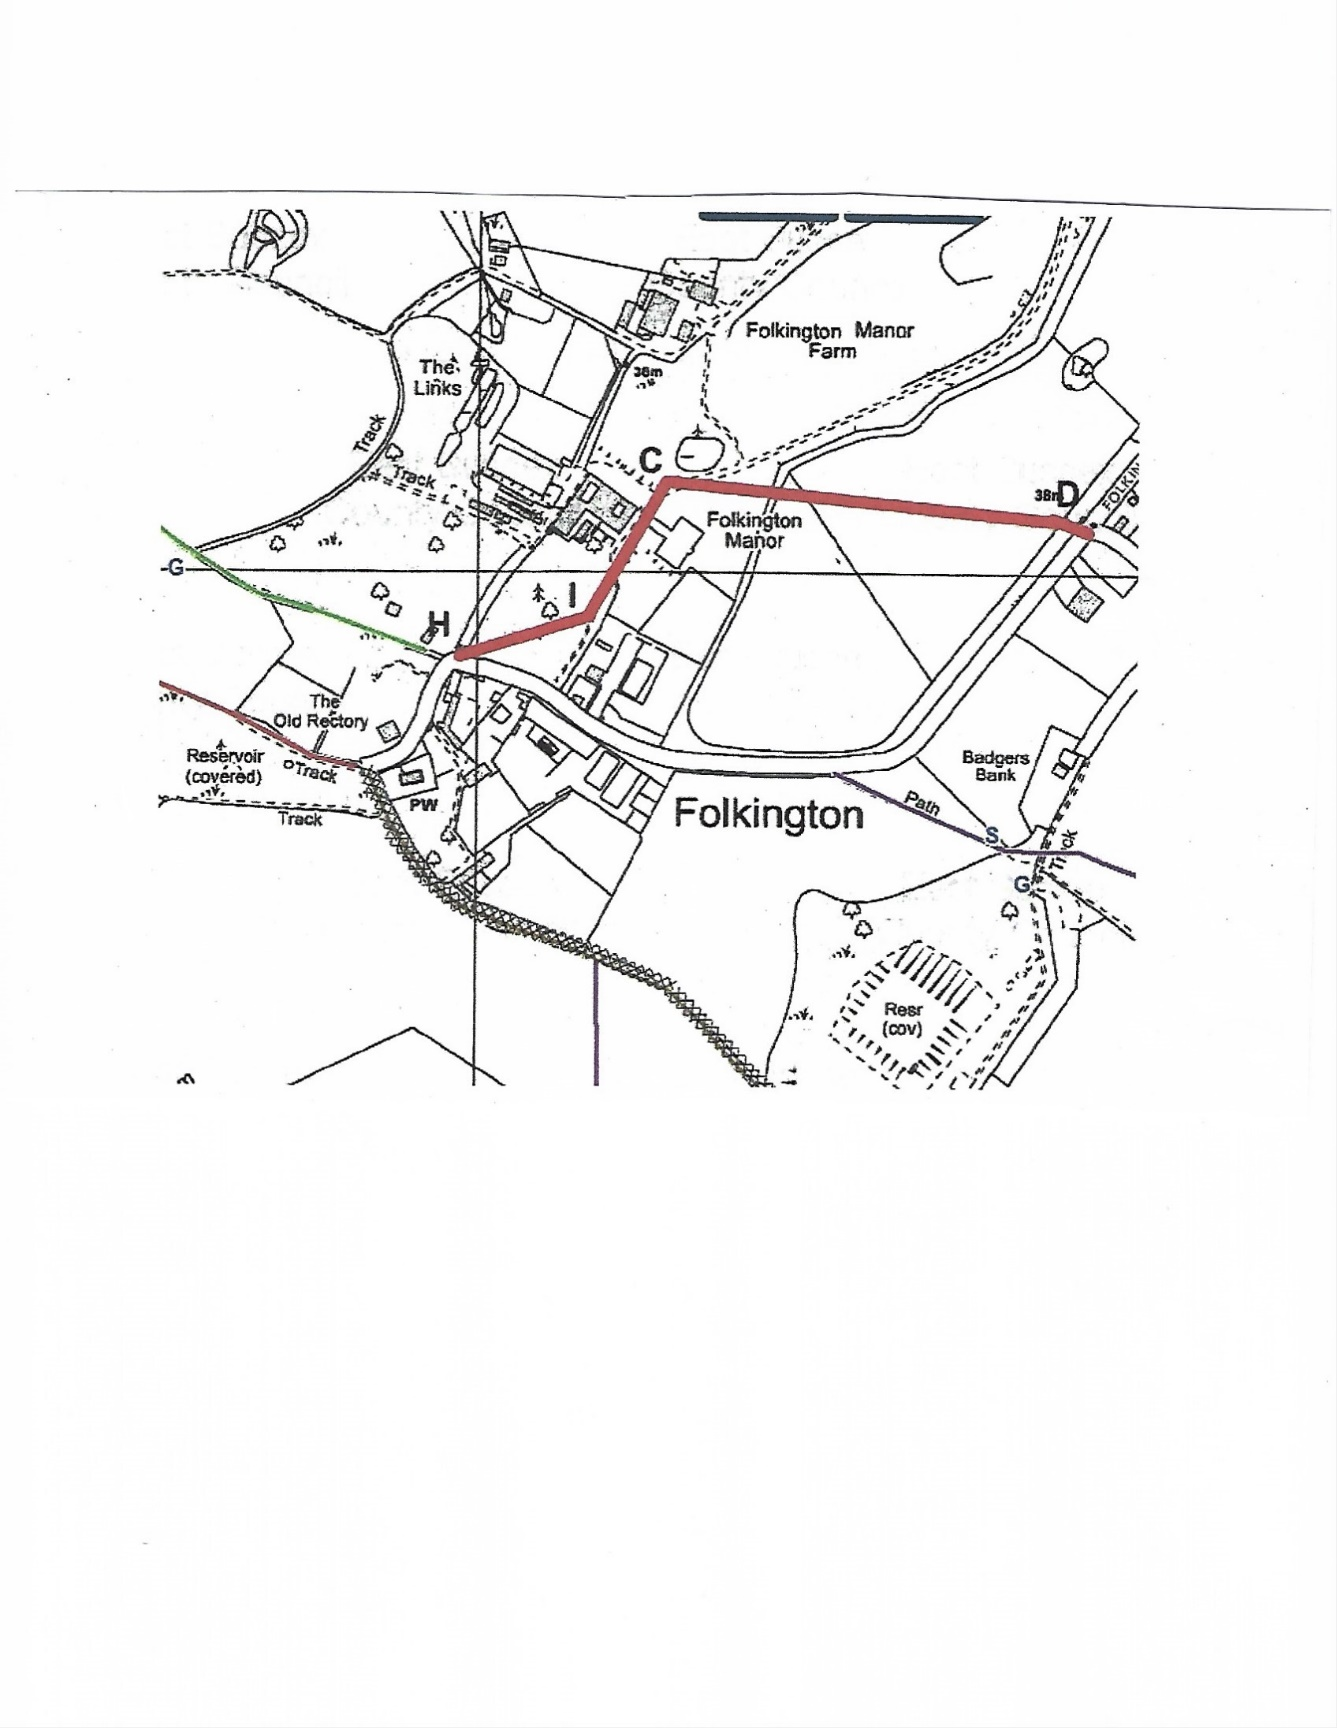 Folkington Manor
Farm
The
Links
38m
Track
C
Track
38m
D
FOLKIN
Folkington
Manor
G
I
H
The
Old Rectory
Reservoir
(covered)
Track
PW
Track
Badgers
Bank
Folkington
Path
S
Track
G
Resr
(cov)